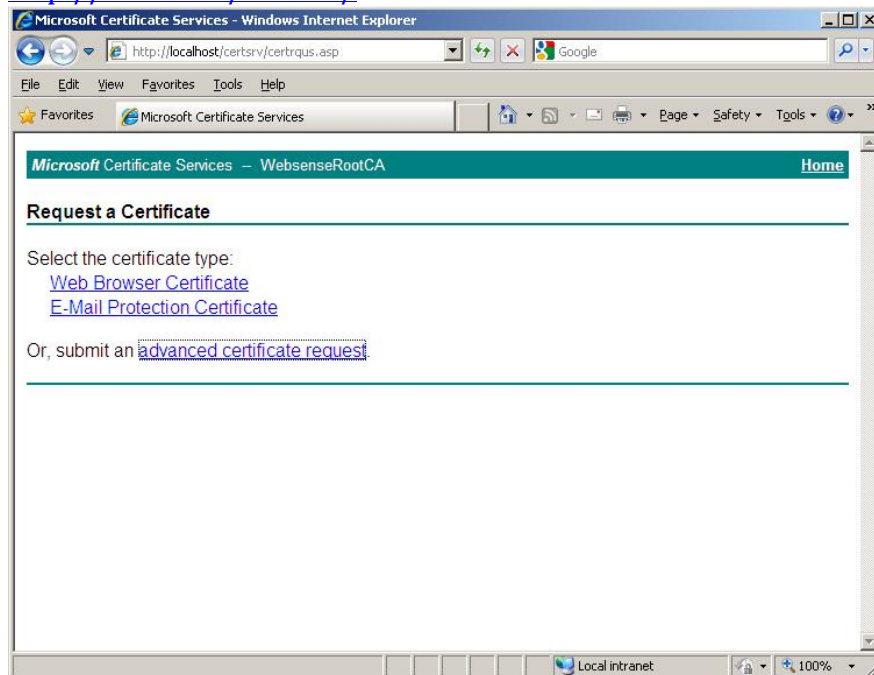 Microsoft Certificate Services - Windows Internet Explorer
http://localhost/certsrv/certrqus.asp
Google
File Edit View Favorites Tools Help
Favorites Microsoft Certificate Services Page Safety Tools
Microsoft Certificate Services -- WebsenseRootCA Home
Request a Certificate
Select the certificate type:
Web Browser Certificate
E-Mail Protection Certificate
Or, submit an advanced certificate request.
Local intranet 100%